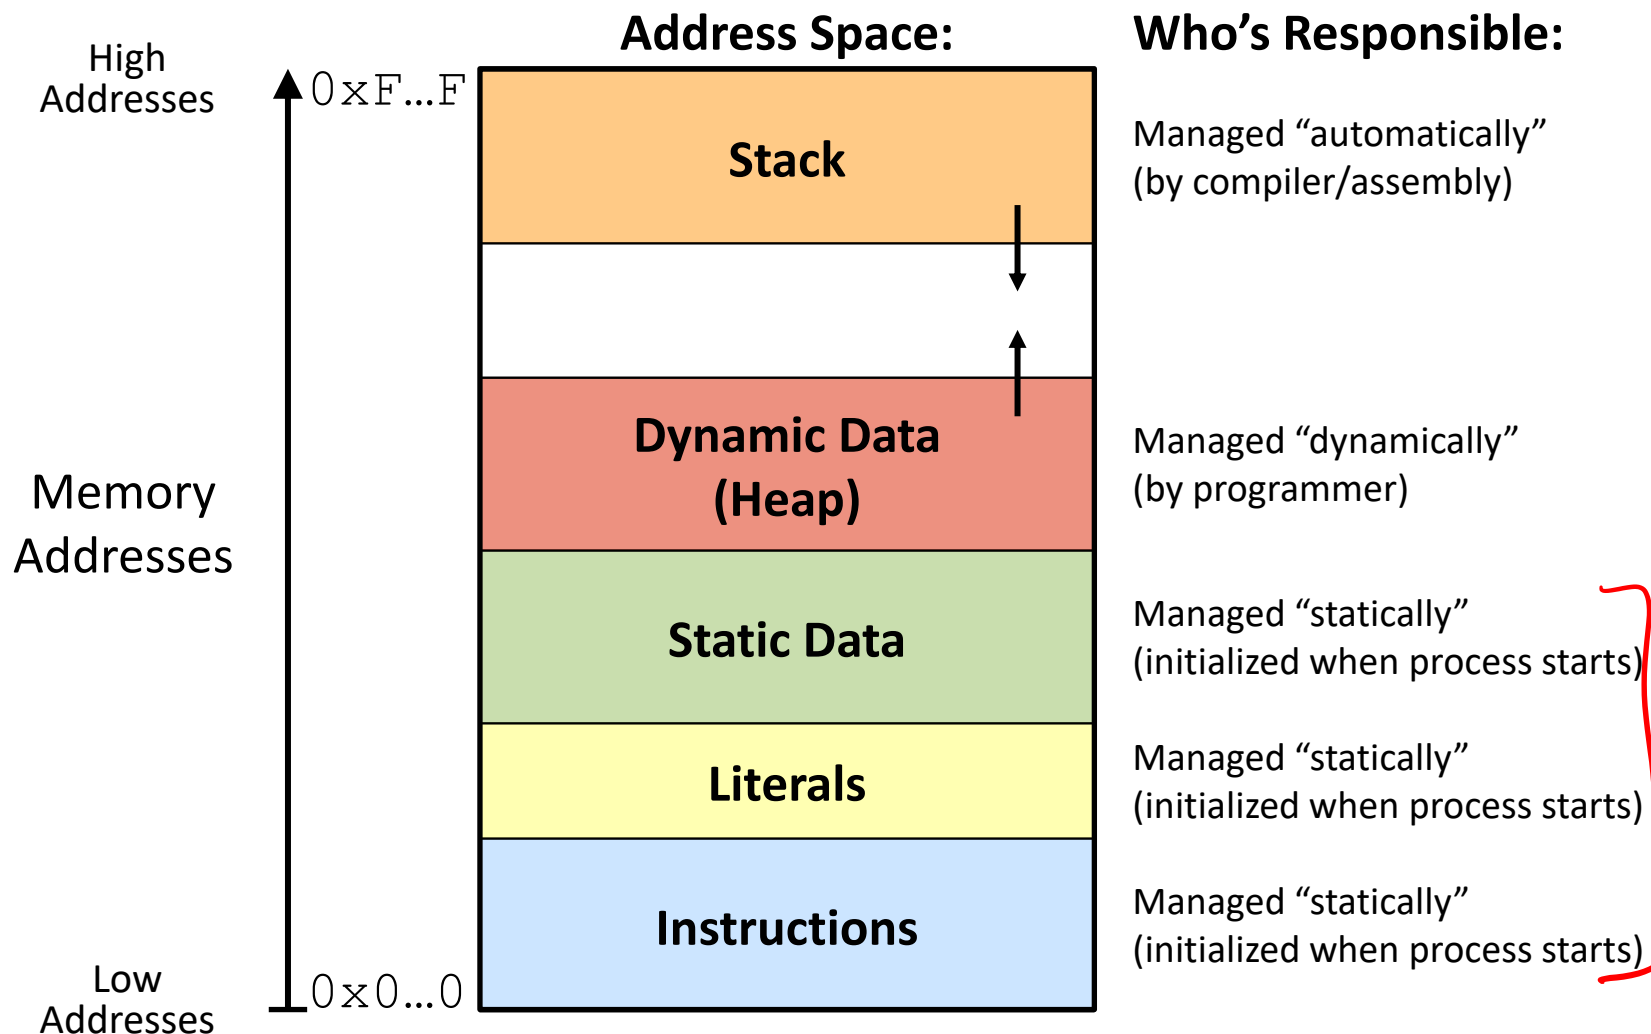 Address Space:
Who’s Responsible:
High
Addresses
0xF…F
Stack
Managed “automatically”
(by compiler/assembly)
Memory
Addresses
Dynamic Data
(Heap)
Managed “dynamically”
(by programmer)
Static Data
Managed “statically”
(initialized when process starts)
Literals
Managed “statically”
(initialized when process starts)
Instructions
Managed “statically”
(initialized when process starts)
Low
Addresses
0x0…0